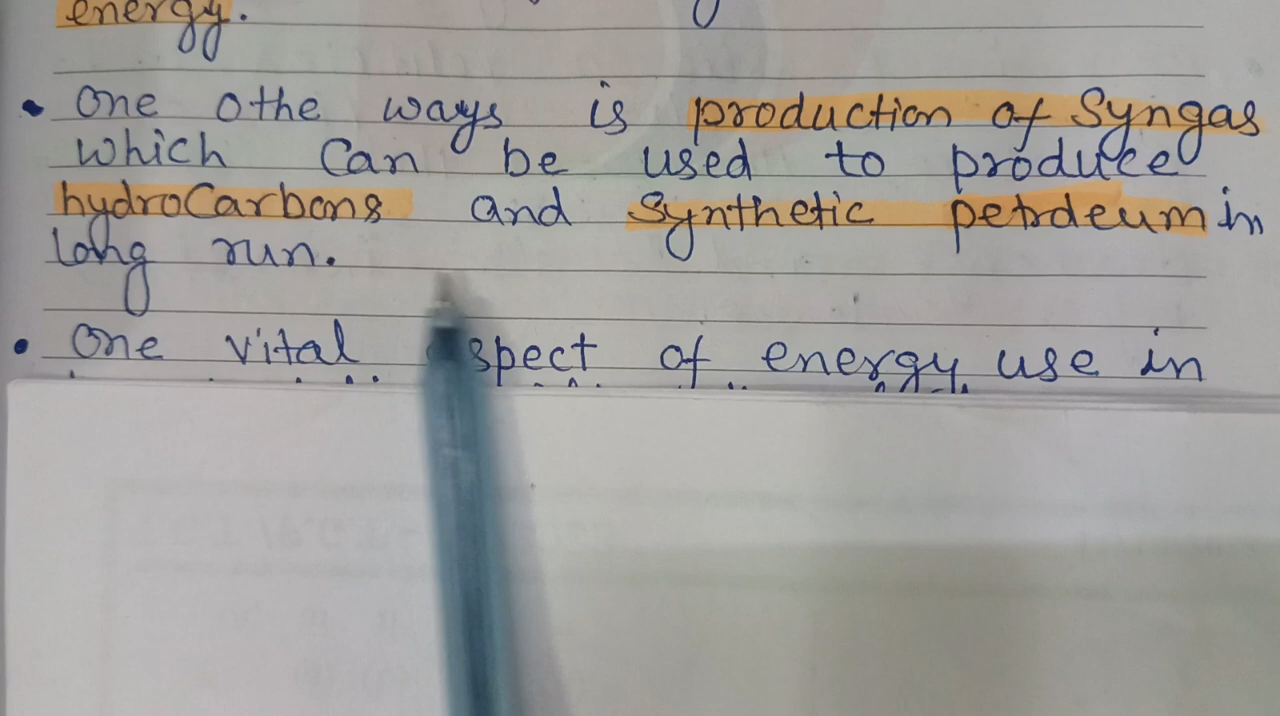 energy.
• One othe ways is production of Syngas
which can be used to produce
hydroCarbons and Synthetic petroleum in
long run.
• One vital aspect of energy use in